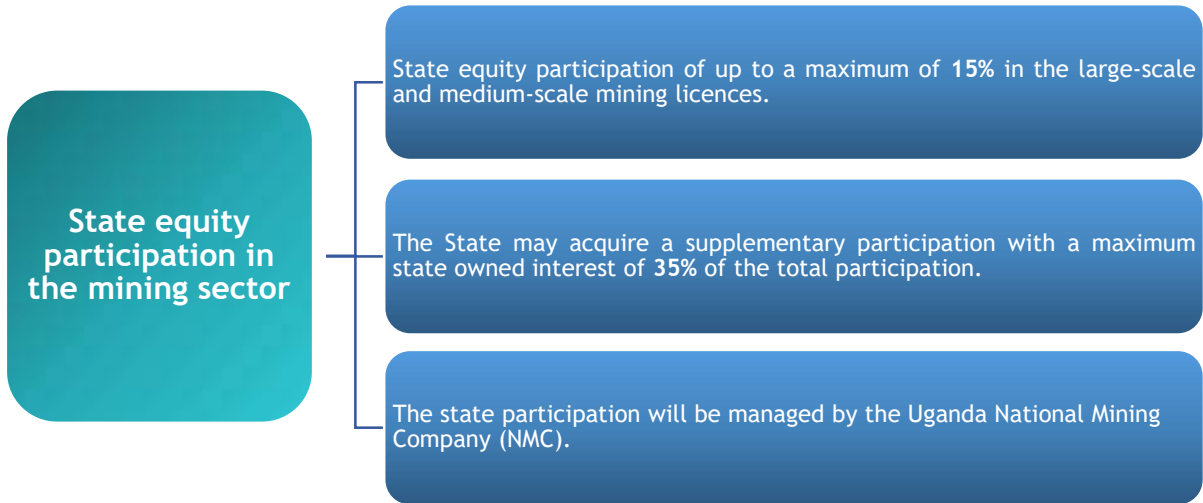 State equity
participation in
the mining sector
State equity participation of up to a maximum of 15% in the large-scale
and medium-scale mining licences.
The State may acquire a supplementary participation with a maximum
state owned interest of 35% of the total participation.
The state participation will be managed by the Uganda National Mining
Company (NMC).